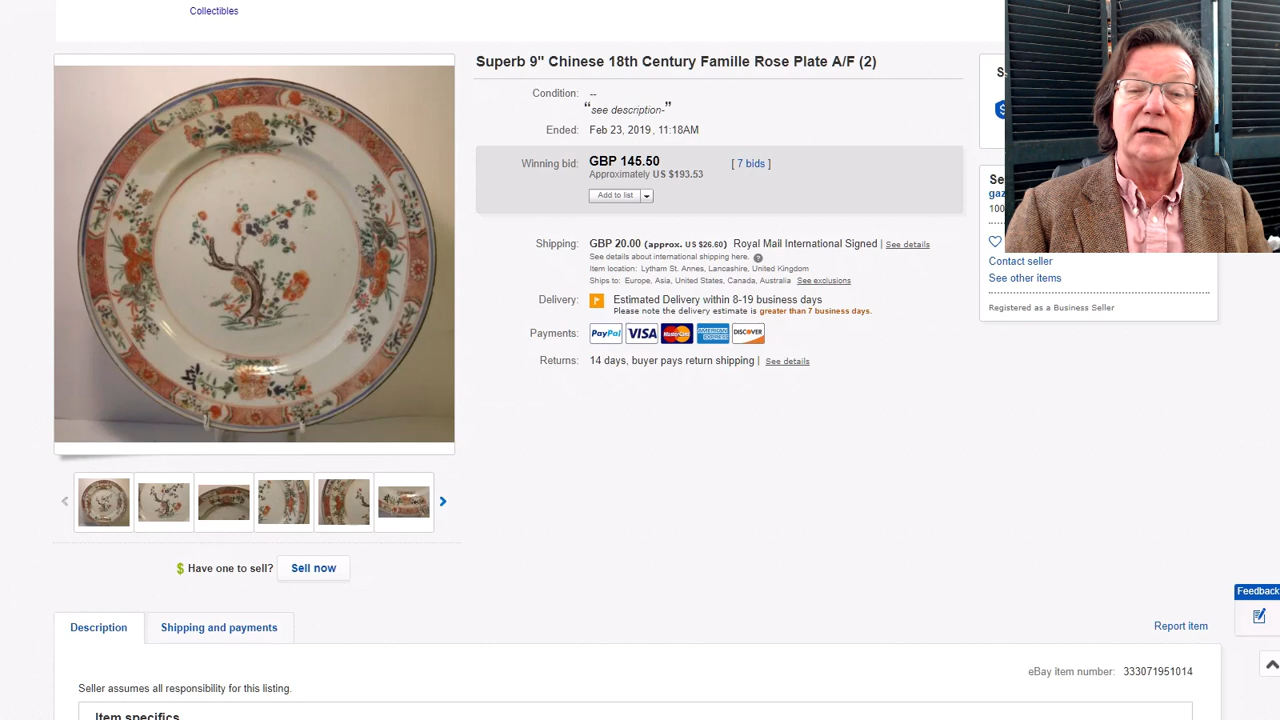 Collectibles
Superb 9" Chinese 18th Century Famille Rose Plate A/F (2)
Condition: --
“see description-”
Ended: Feb 23, 2019 , 11:18AM
Winning bid: GBP 145.50 [ 7 bids ]
Approximately US $193.53
Add to list
Shipping: GBP 20.00 (approx. US $26.60) Royal Mail International Signed | See details
See details about international shipping here. ?
Item location: Lytham St. Annes, Lancashire, United Kingdom
Ships to: Europe, Asia, United States, Canada, Australia See exclusions
Delivery: Estimated Delivery within 8-19 business days
Please note the delivery estimate is greater than 7 business days.
Payments: PayPal VISA MasterCard AMERICAN EXPRESS DISCOVER
Returns: 14 days, buyer pays return shipping | See details
Contact seller
See other items
Registered as a Business Seller
$ Have one to sell? Sell now
Feedback
Description
Shipping and payments
Report item
eBay item number: 333071951014
Seller assumes all responsibility for this listing.
Item specifics